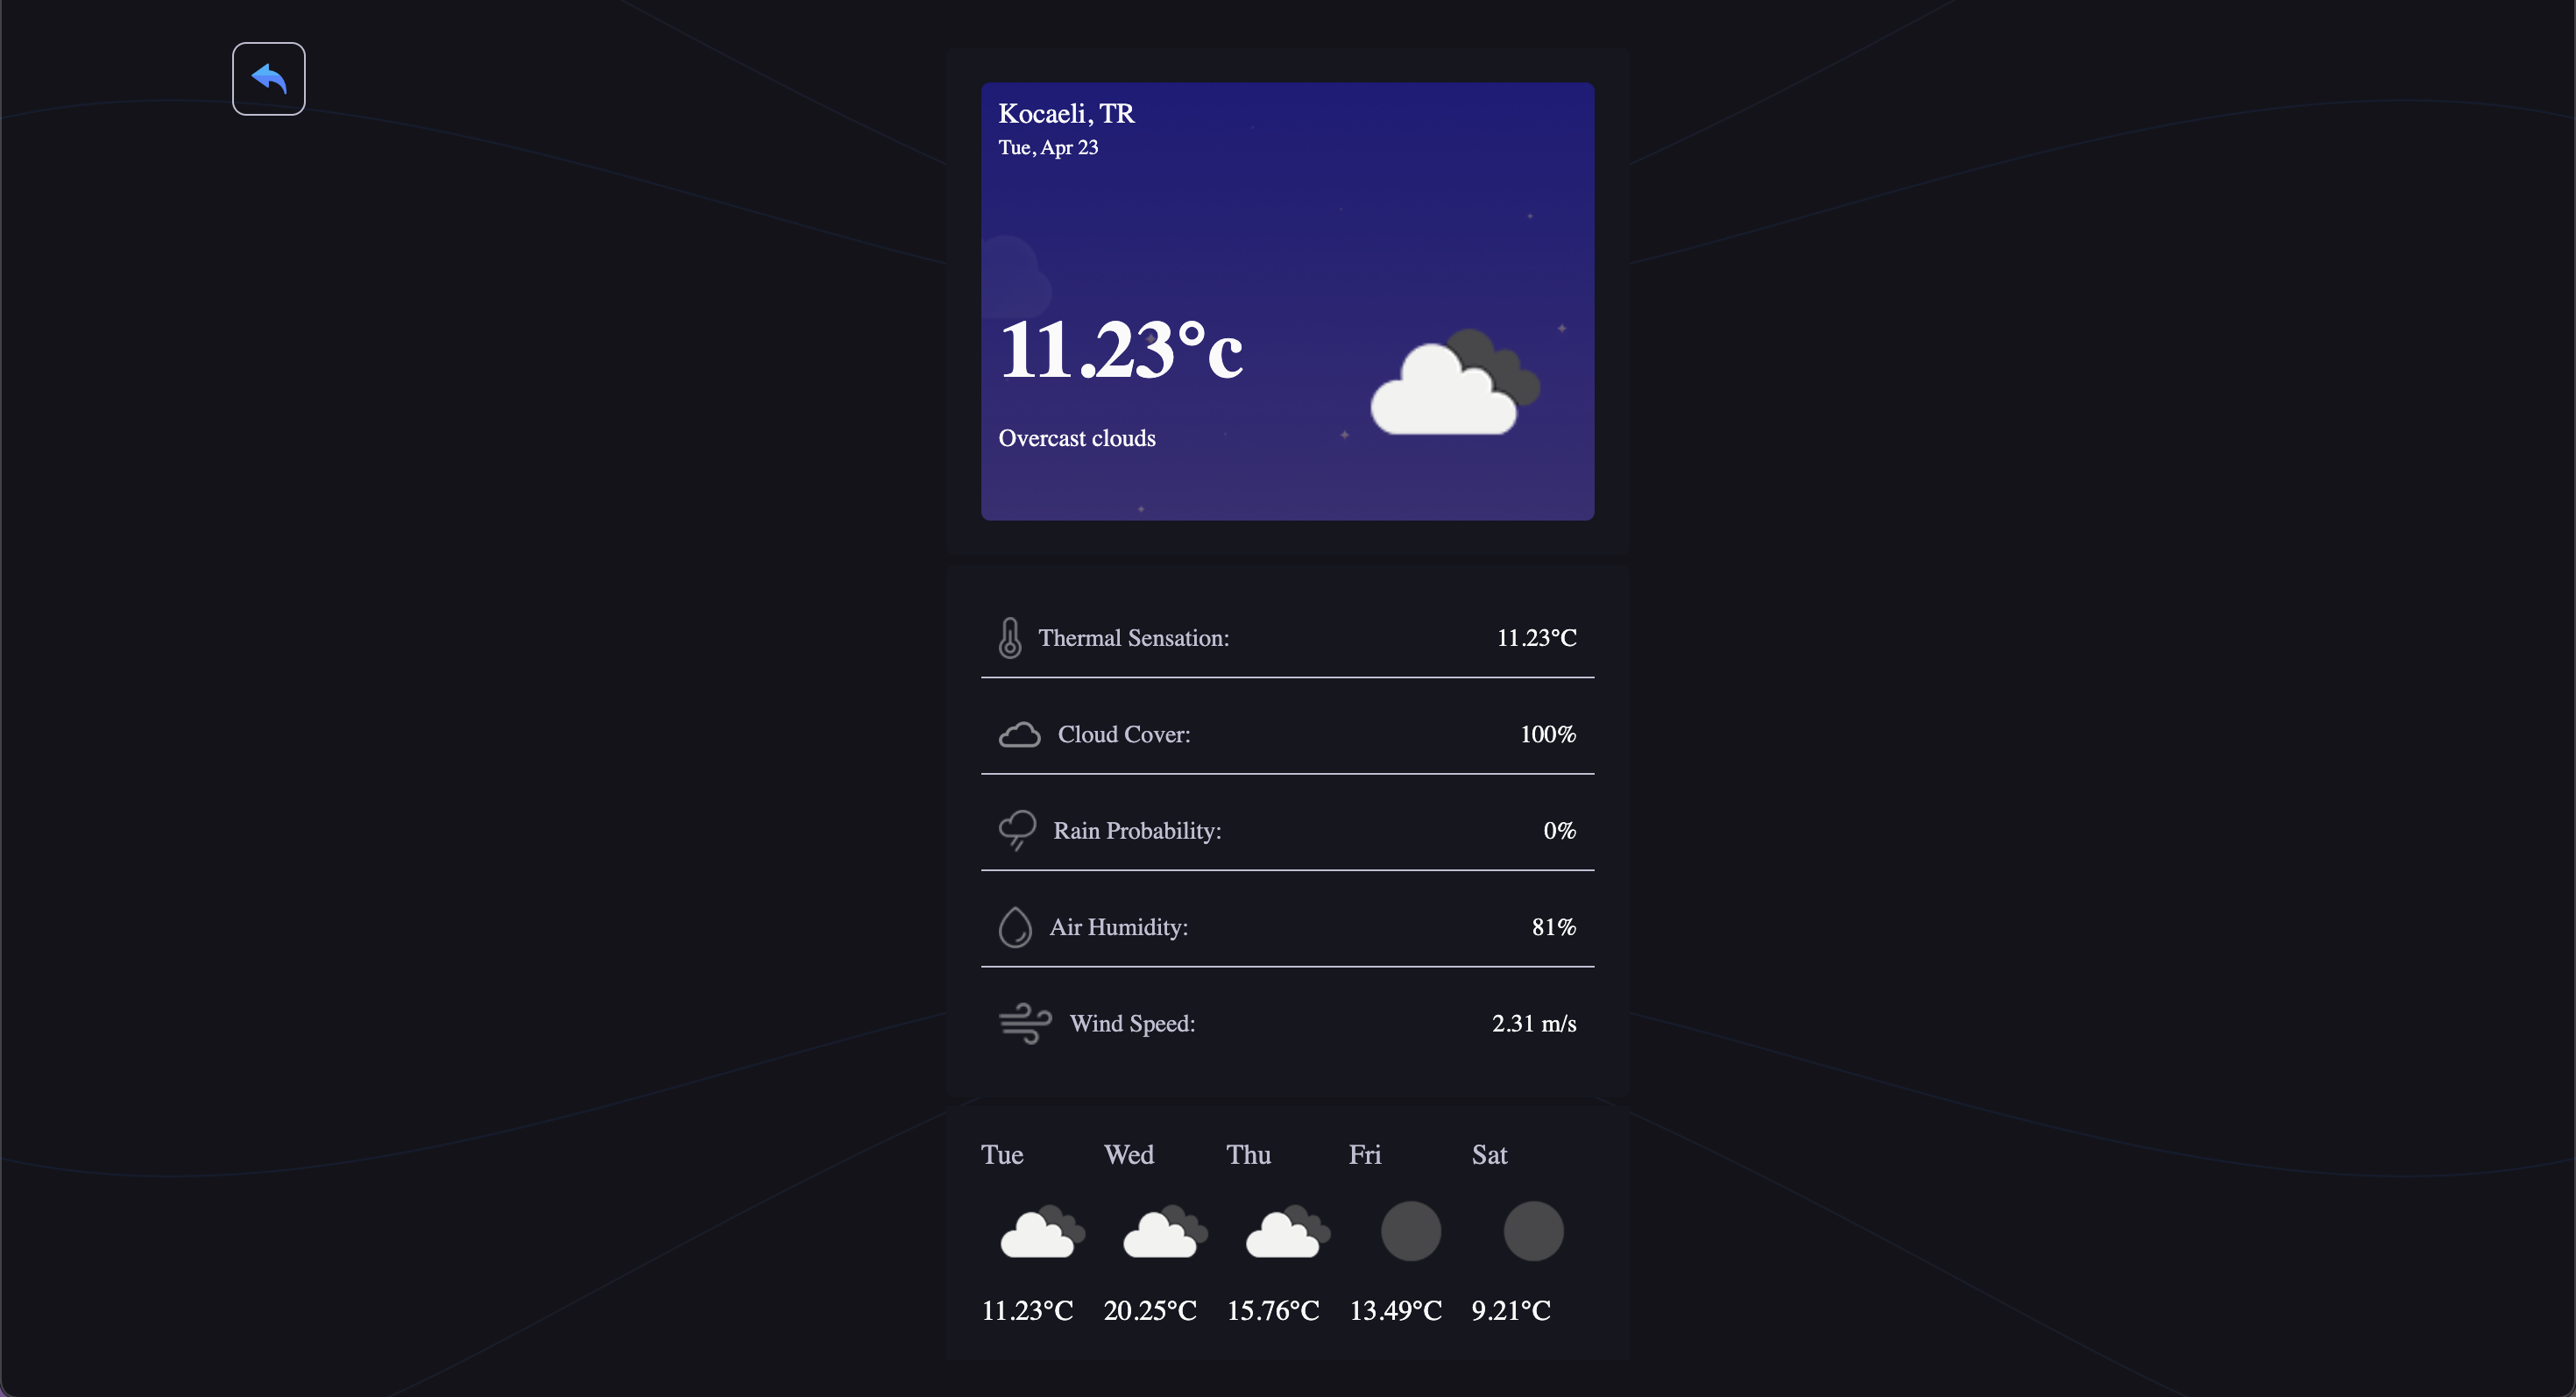 Kocaeli, TR
Tue, Apr 23
11.23°c
Overcast clouds
Thermal Sensation: 11.23°C
Cloud Cover: 100%
Rain Probability: 0%
Air Humidity: 81%
Wind Speed: 2.31 m/s
Tue Wed Thu Fri Sat
11.23°C 20.25°C 15.76°C 13.49°C 9.21°C